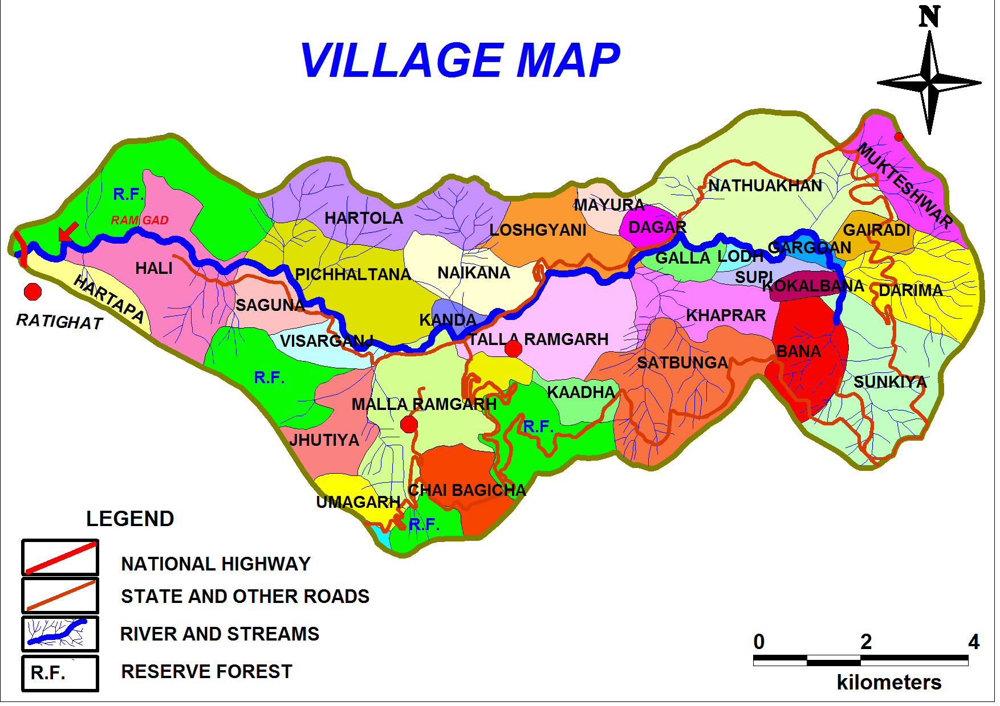 N
VILLAGE MAP
MUKTESHWAR
R.F.
NATHUAKHAN
MAYURA
RAM GAD
HARTOLA
LOSHGYANI
DAGAR
GAIRADI
GARGOAN
HALI
GALLA
LODH
PICHHALTANA
NAIKANA
SUPI
KOKALBANA
DARIMA
HARTAPA
SAGUNA
RATIGHAT
KANDA
KHAPRAR
VISARGANJ
TALLA RAMGARH
BANA
SATBUNGA
R.F.
SUNKIYA
KAADHA
MALLA RAMGARH
R.F.
JHUTIYA
CHAI BAGICHA
UMAGARH
R.F.
LEGEND
NATIONAL HIGHWAY
STATE AND OTHER ROADS
RIVER AND STREAMS
R.F. RESERVE FOREST
0 2 4
kilometers